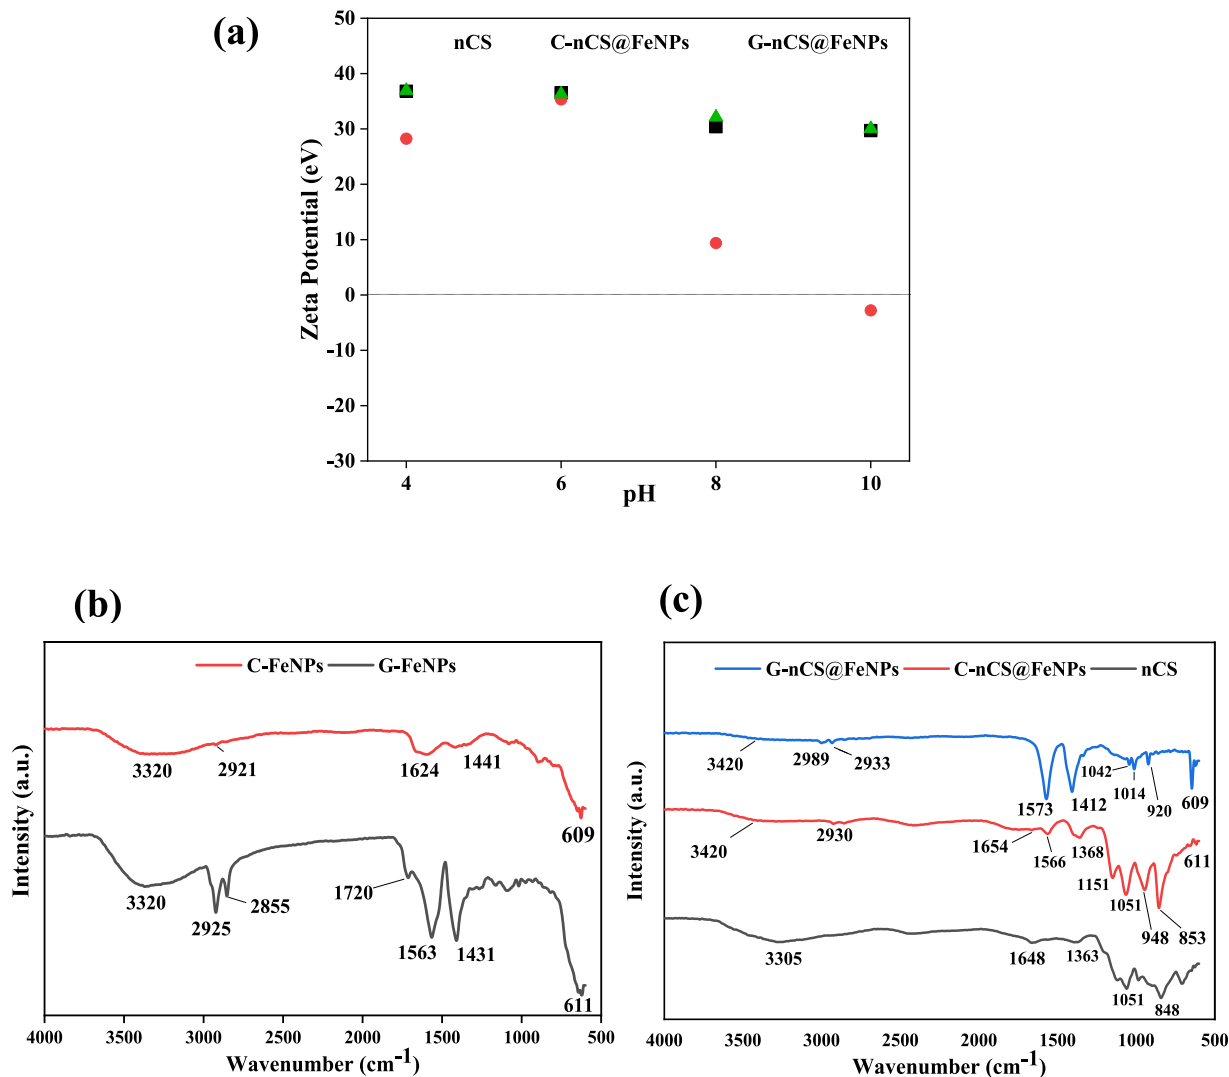 (a)
nCS C-nCS@FeNPs G-nCS@FeNPs
50
40
30
20
10
0
-10
-20
-30
Zeta Potential (eV)
4 6 8 10
pH
(b)
C-FeNPs G-FeNPs
3320 2921 1624 1441 609
3320 2925 2855 1720 1563 1431 611
Intensity (a.u.)
4000 3500 3000 2500 2000 1500 1000 500
Wavenumber (cm⁻¹)
(c)
G-nCS@FeNPs C-nCS@FeNPs nCS
3420 2989 2933 1573 1412 1042 1014 920 609
3420 2930 1654 1566 1368 1151 1051 948 853 611
3305 1648 1363 1051 848
Intensity (a.u.)
4000 3500 3000 2500 2000 1500 1000 500
Wavenumber (cm⁻¹)